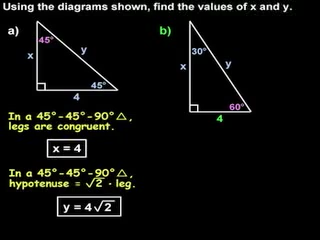 Using the diagrams shown, find the values of x and y.
a)
45°
x
y
45°
4
In a 45°-45°-90° △,
legs are congruent.
x = 4
In a 45°-45°-90° △,
hypotenuse = √2 · leg.
y = 4√2
b)
30°
x
y
60°
4